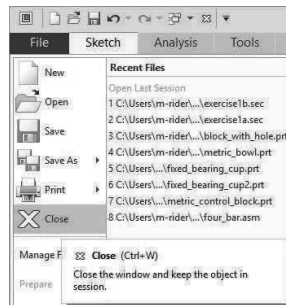 File Sketch Analysis Tools
New
Open
Save
Save As
Print
Close
Manage F
Prepare
Recent Files
Open Last Session
1 C:\Users\m-rider\...\exercise1b.sec
2 C:\Users\m-rider\...\exercise1a.sec
3 C:\Users\m-rider\...\block_with_hole.prt
4 C:\Users\m-rider\...\metric_bowl.prt
5 C:\Users\...\fixed_bearing_cup.prt
6 C:\Users\...\fixed_bearing_cup2.prt
7 C:\Users\...\metric_control_block.prt
8 C:\Users\m-rider\...\four_bar.asm
Close (Ctrl+W)
Close the window and keep the object in
session.